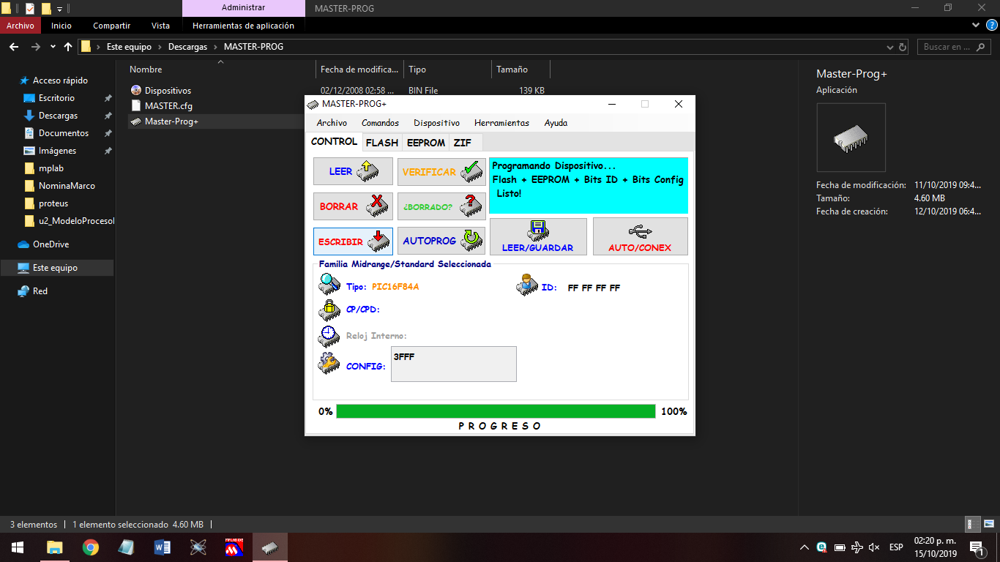 Administrar
MASTER-PROG
Archivo Inicio Compartir Vista Herramientas de aplicación
Este equipo Descargas MASTER-PROG
Buscar en ...
Nombre Fecha de modifica... Tipo Tamaño
Dispositivos 02/12/2008 02:58 ... BIN File 139 KB
MASTER.cfg
Master-Prog+
Acceso rápido
Escritorio
Descargas
Documentos
Imágenes
mplab
NominaMarco
proteus
u2_ModeloProcesol
OneDrive
Este equipo
Red
MASTER-PROG+
Archivo Comandos Dispositivo Herramientas Ayuda
CONTROL FLASH EEPROM ZIF
LEER VERIFICAR
BORRAR ¿BORRADO?
ESCRIBIR AUTOPROG
Programando Dispositivo...
Flash + EEPROM + Bits ID + Bits Config
Listo!
LEER/GUARDAR AUTO/CONEX
Familia Midrange/Standard Seleccionada
Tipo: PIC16F84A ID: FF FF FF FF
CP/CPD:
Reloj Interno:
CONFIG: 3FFF
0% 100%
P R O G R E S O
Master-Prog+
Aplicación
Fecha de modificación: 11/10/2019 09:4...
Tamaño: 4.60 MB
Fecha de creación: 12/10/2019 06:4...
3 elementos 1 elemento seleccionado 4.60 MB
MPLAB IDE
ESP
02:20 p. m.
15/10/2019
1